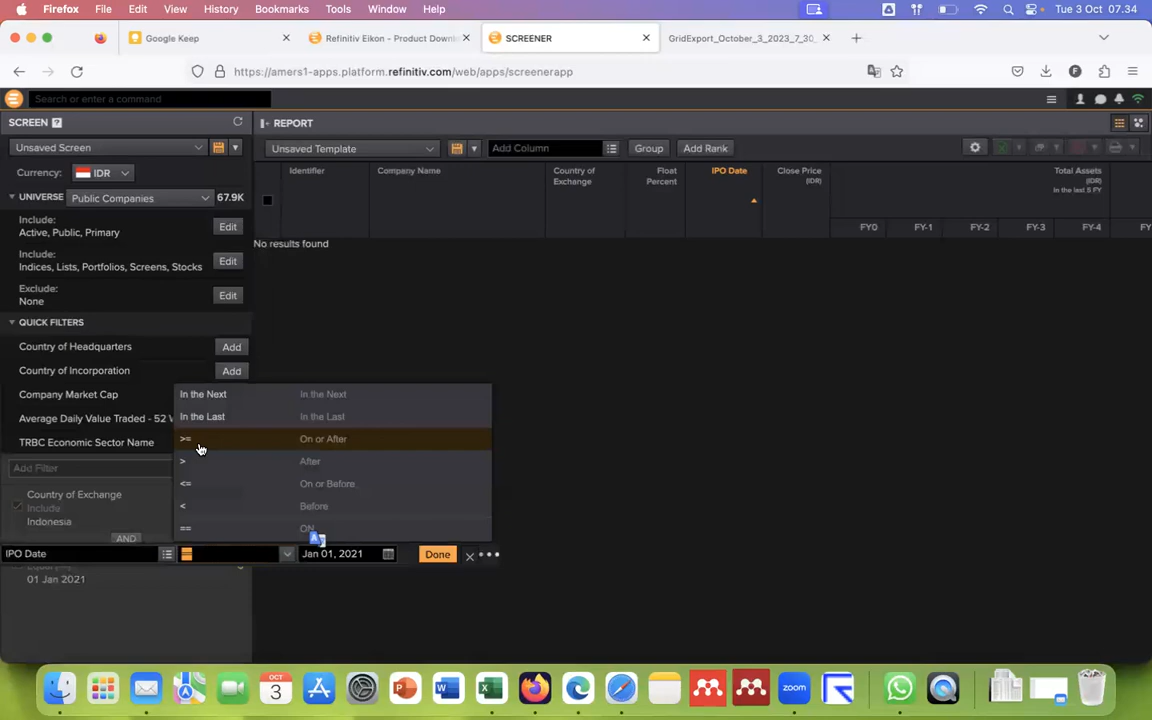 Firefox File Edit View History Bookmarks Tools Window Help Tue 3 Oct 07.34
Google Keep
Refinitiv Eikon - Product Downl
SCREENER
GridExport_October_3_2023_7_30_
https://amers1-apps.platform.refinitiv.com/web/apps/screenerapp
Search or enter a command
SCREEN ?
REPORT
Unsaved Screen
Unsaved Template
Add Column
Group
Add Rank
Currency: IDR
Identifier
Company Name
Country of
Exchange
Float
Percent
IPO Date
Close Price
(IDR)
Total Assets
(IDR)
In the last 5 FY
UNIVERSE Public Companies 67.9K
FY0 FY-1 FY-2 FY-3 FY-4 FY
Include:
Active, Public, Primary
Edit
No results found
Include:
Indices, Lists, Portfolios, Screens, Stocks
Edit
Exclude:
None
Edit
QUICK FILTERS
Country of Headquarters Add
Country of Incorporation Add
Company Market Cap
Average Daily Value Traded - 52 W
TRBC Economic Sector Name
In the Next In the Next
In the Last In the Last
>= On or After
> After
<= On or Before
< Before
== ON
Add Filter
Country of Exchange
Include
Indonesia
AND
IPO Date == Jan 01, 2021 Done
01 Jan 2021
OCT
3
zoom